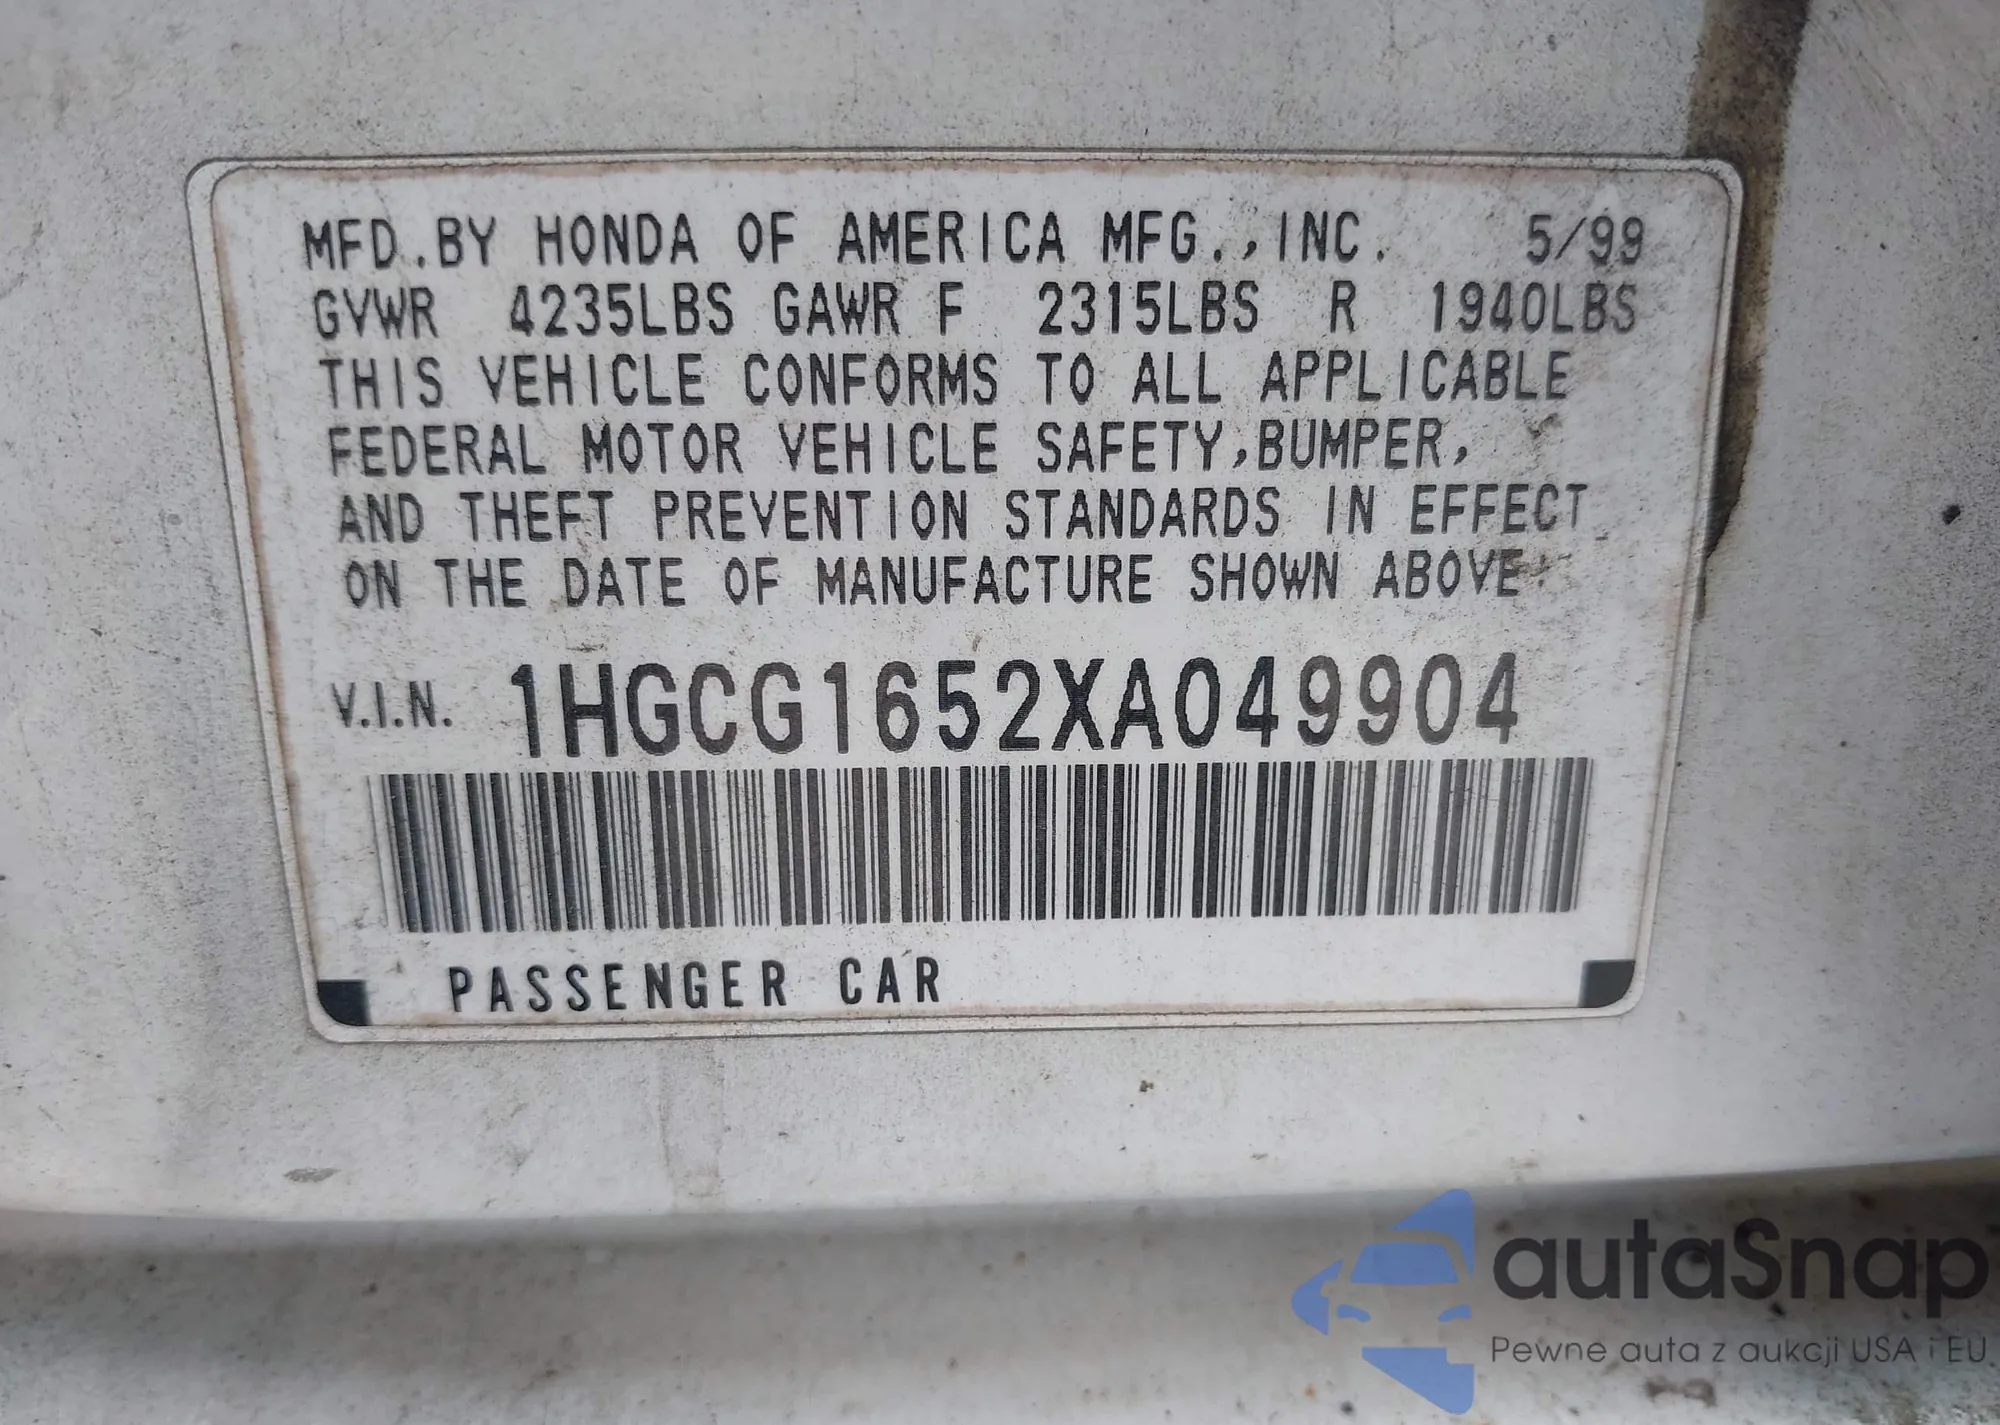 MFD.BY HONDA OF AMERICA MFG.,INC. 5/99
GVWR 4235LBS GAWR F 2315LBS R 1940LBS
THIS VEHICLE CONFORMS TO ALL APPLICABLE
FEDERAL MOTOR VEHICLE SAFETY,BUMPER,
AND THEFT PREVENTION STANDARDS IN EFFECT
ON THE DATE OF MANUFACTURE SHOWN ABOVE.
V.I.N. 1HGCG1652XA049904
PASSENGER CAR
autaSnap
Pewne auta z aukcji USA i EU